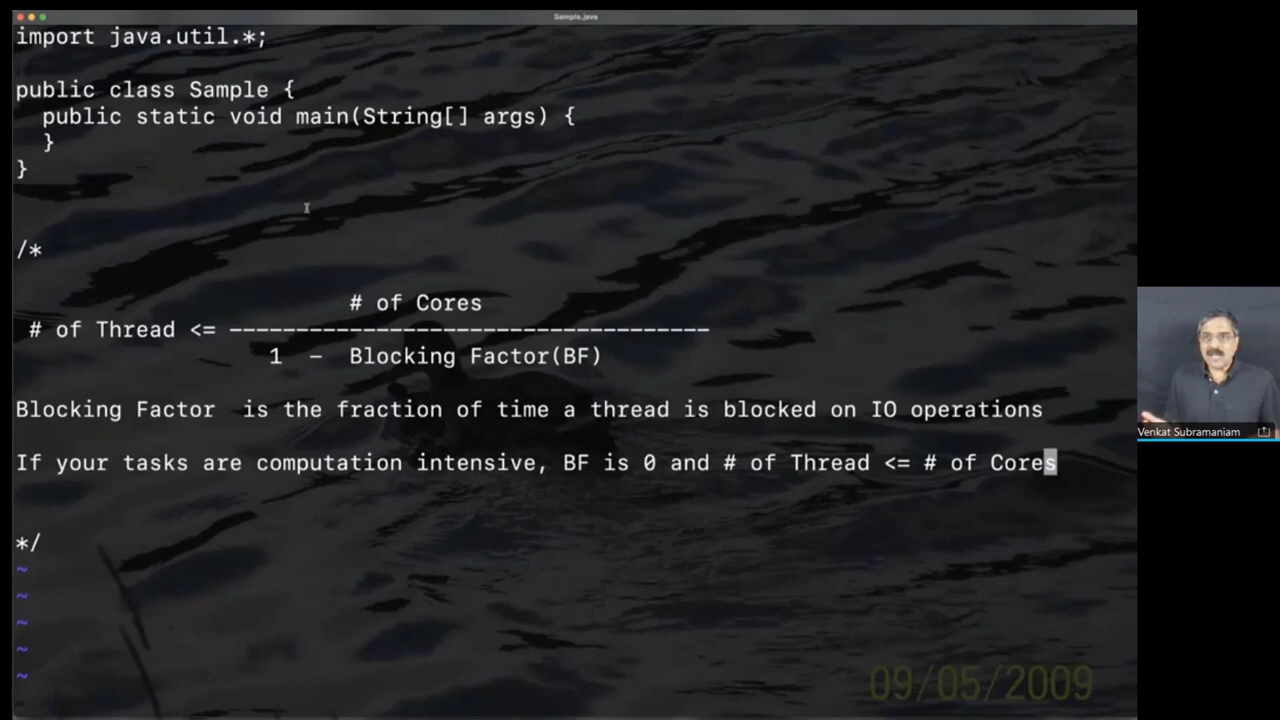 Sample.java
import java.util.*;
public class Sample {
  public static void main(String[] args) {
  }
}
/*
# of Cores
# of Thread <= ------------------------------------
1  -  Blocking Factor(BF)
Blocking Factor  is the fraction of time a thread is blocked on IO operations
If your tasks are computation intensive, BF is 0 and # of Thread <= # of Cores
*/
~
~
~
~
~
09/05/2009
Venkat Subramaniam